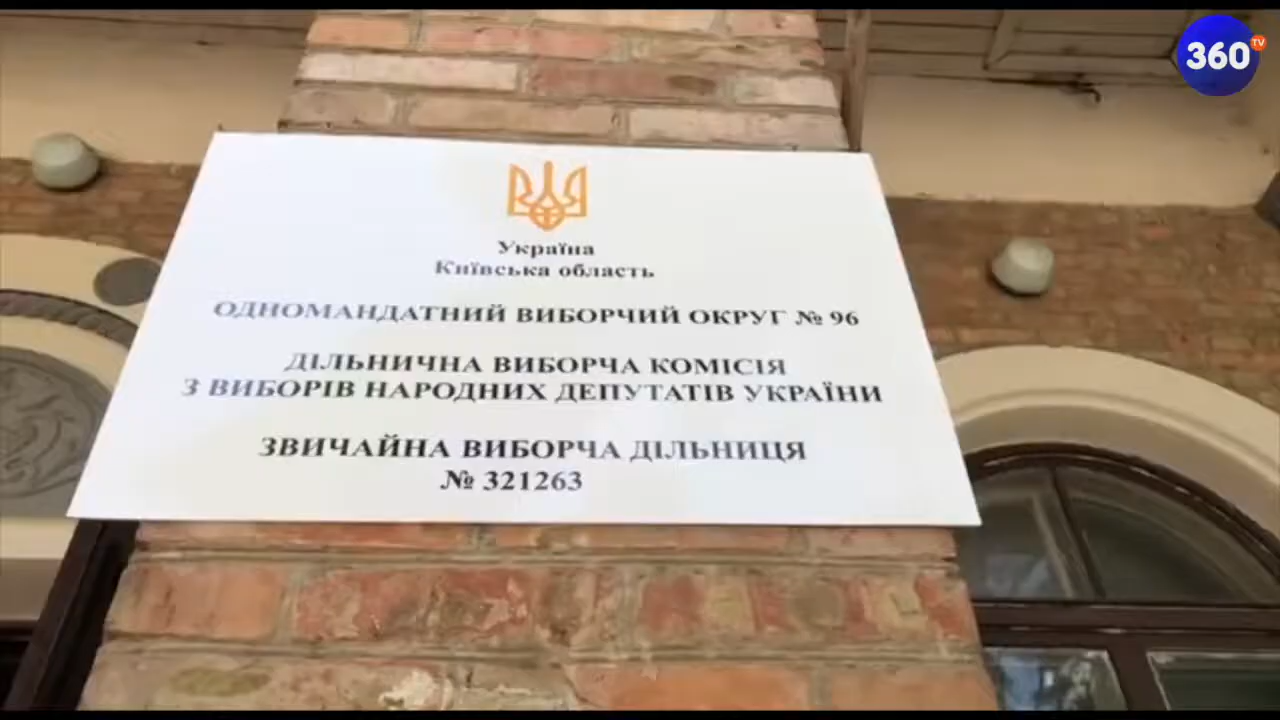 360 TV
Україна
Київська область
ОДНОМАНДАТНИЙ ВИБОРЧИЙ ОКРУГ № 96
ДІЛЬНИЧНА ВИБОРЧА КОМІСІЯ
З ВИБОРІВ НАРОДНИХ ДЕПУТАТІВ УКРАЇНИ
ЗВИЧАЙНА ВИБОРЧА ДІЛЬНИЦЯ
№ 321263